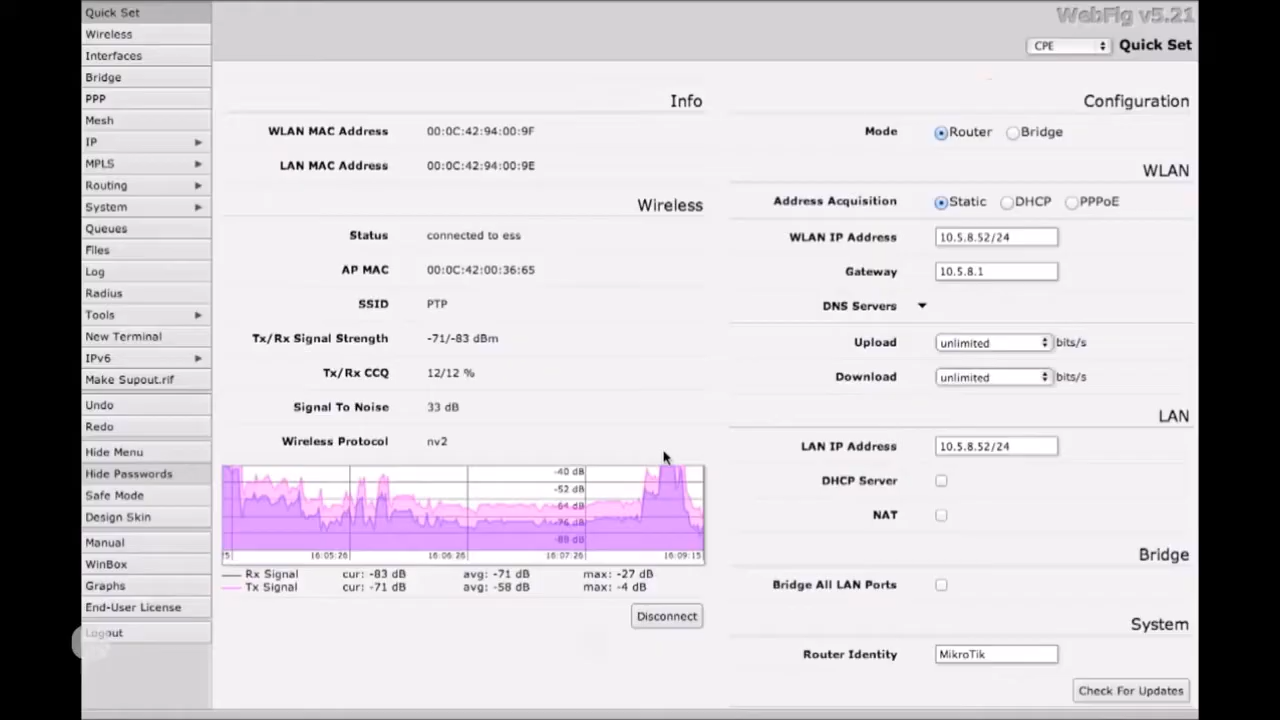 Quick Set
Wireless
Interfaces
Bridge
PPP
Mesh
IP
MPLS
Routing
System
Queues
Files
Log
Radius
Tools
New Terminal
IPv6
Make Supout.rif
Undo
Redo
Hide Menu
Hide Passwords
Safe Mode
Design Skin
Manual
WinBox
Graphs
End-User License
Logout
WebFig v5.21
CPE Quick Set
Info
WLAN MAC Address 00:0C:42:94:00:9F
LAN MAC Address 00:0C:42:94:00:9E
Wireless
Status connected to ess
AP MAC 00:0C:42:00:36:65
SSID PTP
Tx/Rx Signal Strength -71/-83 dBm
Tx/Rx CCQ 12/12 %
Signal To Noise 33 dB
Wireless Protocol nv2
-40 dB
-52 dB
-64 dB
-76 dB
-88 dB
16:05:26 16:06:26 16:07:26 16:09:15
Rx Signal cur: -83 dB avg: -71 dB max: -27 dB
Tx Signal cur: -71 dB avg: -58 dB max: -4 dB
Disconnect
Configuration
Mode Router Bridge
WLAN
Address Acquisition Static DHCP PPPoE
WLAN IP Address 10.5.8.52/24
Gateway 10.5.8.1
DNS Servers
Upload unlimited bits/s
Download unlimited bits/s
LAN
LAN IP Address 10.5.8.52/24
DHCP Server
NAT
Bridge
Bridge All LAN Ports
System
Router Identity MikroTik
Check For Updates